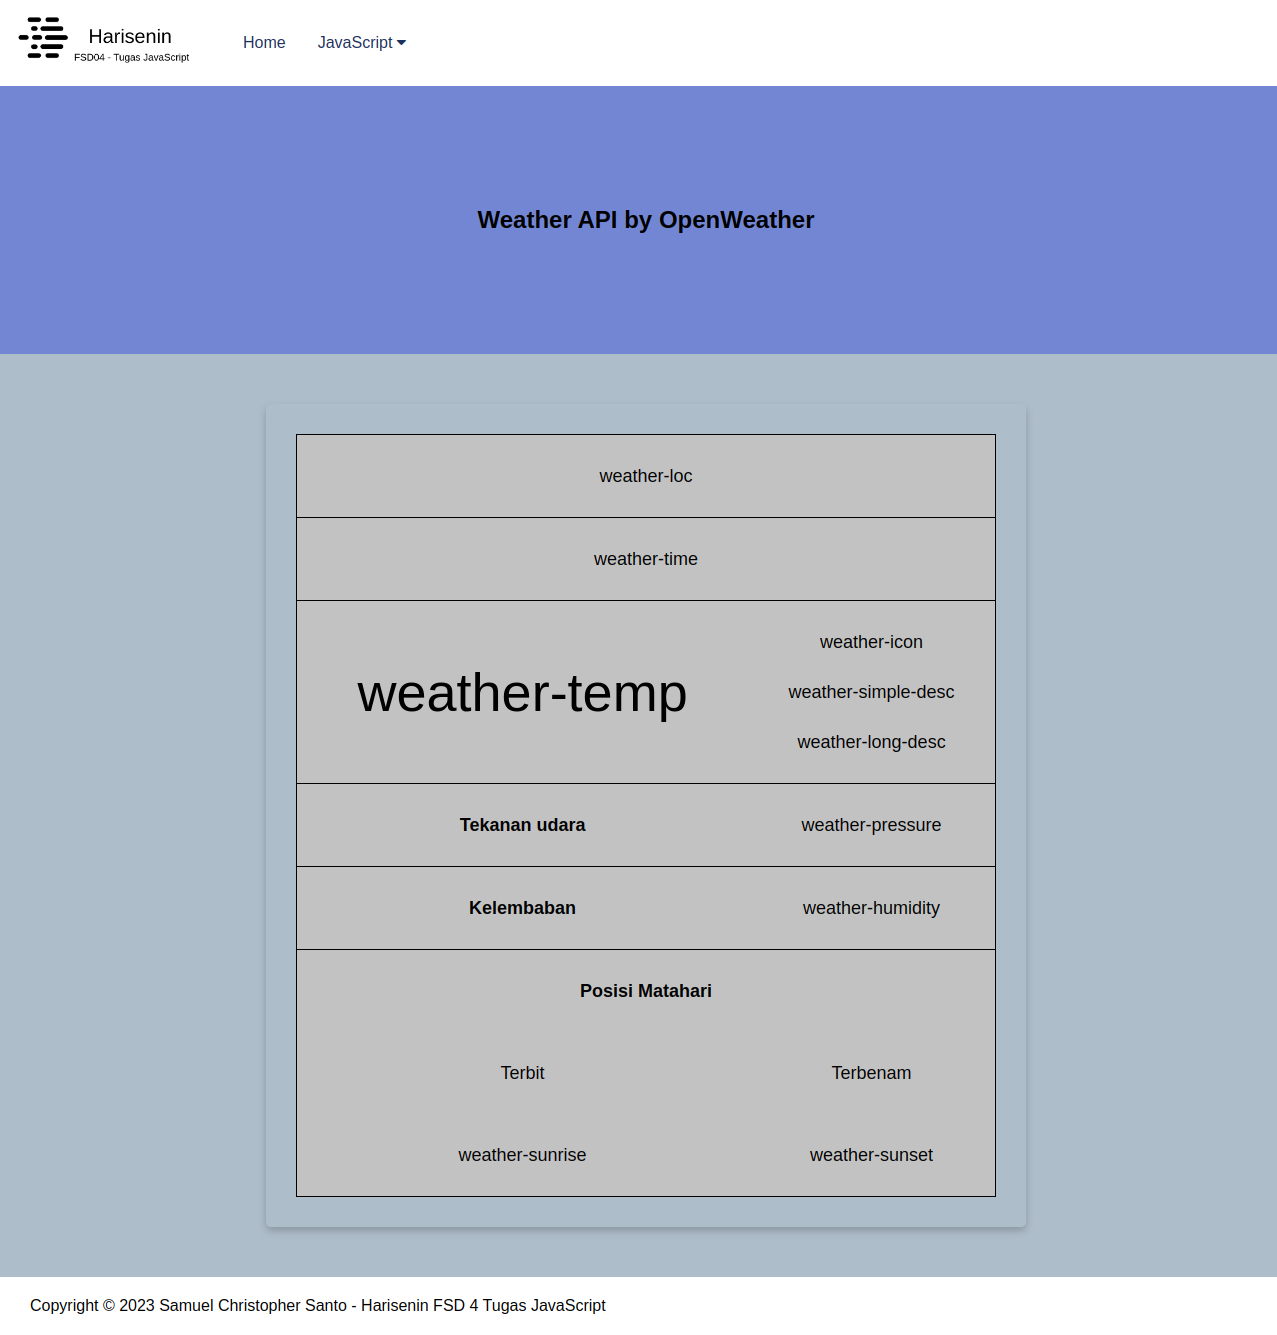 Harisenin
FSD04 - Tugas JavaScript
Home
JavaScript
Weather API by OpenWeather
weather-loc
weather-time
weather-temp
weather-icon
weather-simple-desc
weather-long-desc
Tekanan udara
weather-pressure
Kelembaban
weather-humidity
Posisi Matahari
Terbit
Terbenam
weather-sunrise
weather-sunset
Copyright © 2023 Samuel Christopher Santo - Harisenin FSD 4 Tugas JavaScript